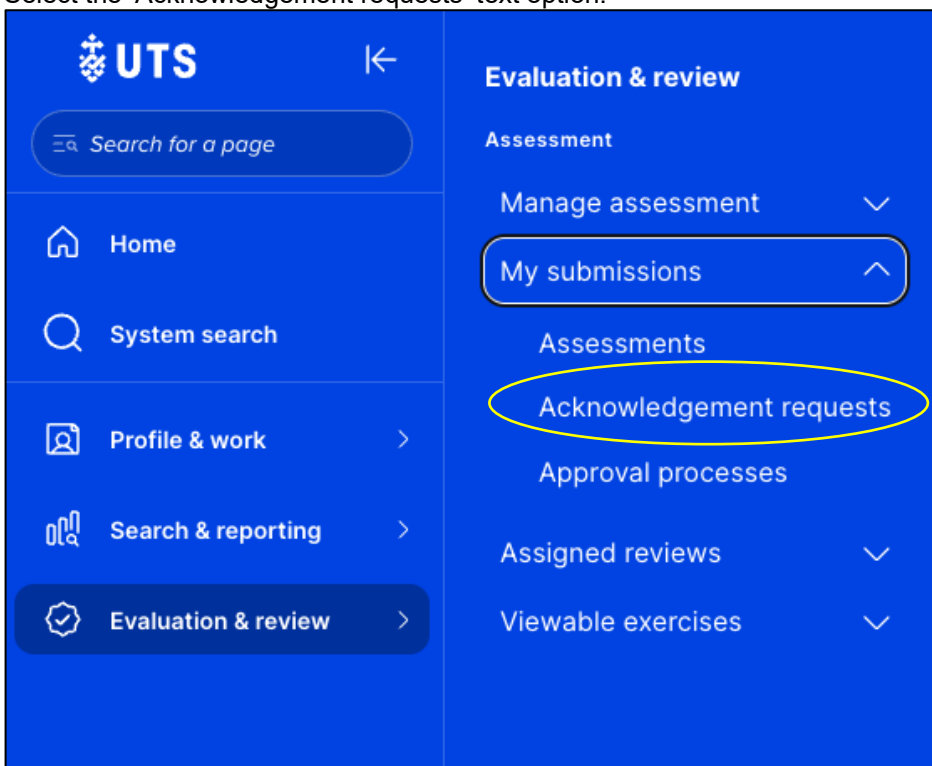 Select the 'Acknowledgement requests' text option.
UTS
Search for a page
Home
System search
Profile & work
Search & reporting
Evaluation & review
Evaluation & review
Assessment
Manage assessment
My submissions
Assessments
Acknowledgement requests
Approval processes
Assigned reviews
Viewable exercises